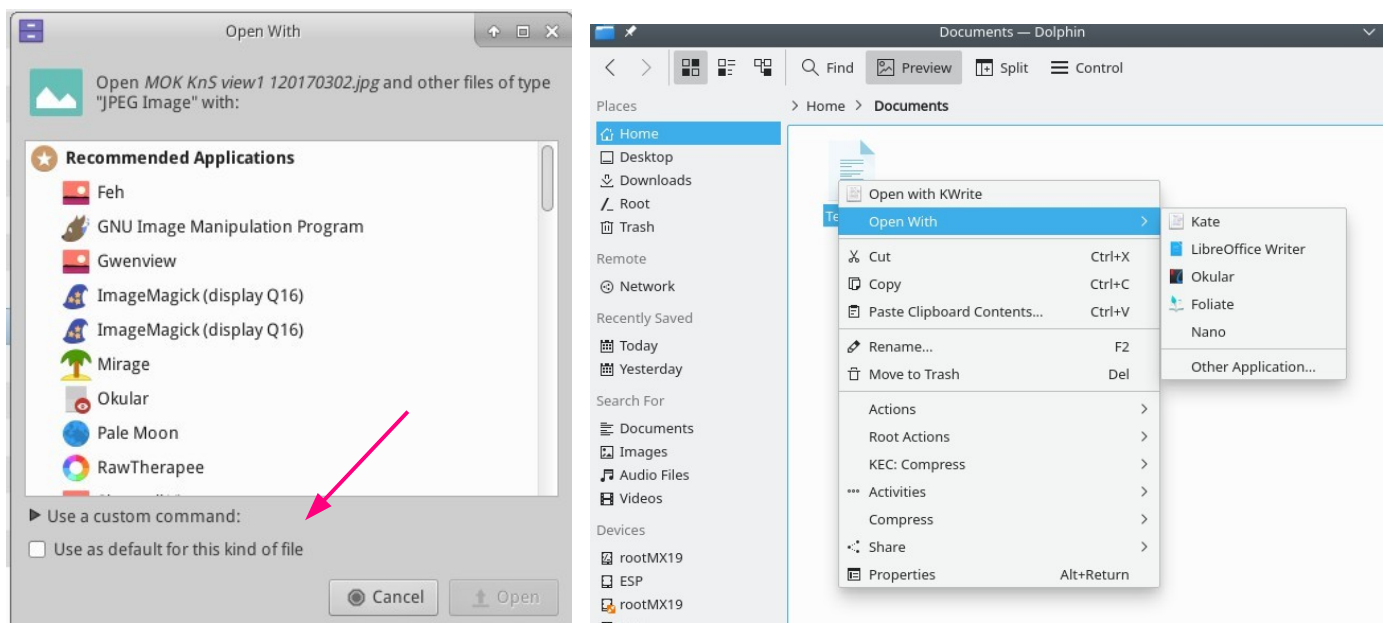 Open With
Open MOK KnS view1 120170302.jpg and other files of type
"JPEG Image" with:
Recommended Applications
Feh
GNU Image Manipulation Program
Gwenview
ImageMagick (display Q16)
ImageMagick (display Q16)
Mirage
Okular
Pale Moon
RawTherapee
Use a custom command:
Use as default for this kind of file
Cancel
Open
Documents — Dolphin
Find
Preview
Split
Control
Places
Home
Desktop
Downloads
Root
Trash
Remote
Network
Recently Saved
Today
Yesterday
Search For
Documents
Images
Audio Files
Videos
Devices
rootMX19
ESP
rootMX19
> Home > Documents
Te
Open with KWrite
Open With
Cut Ctrl+X
Copy Ctrl+C
Paste Clipboard Contents... Ctrl+V
Rename... F2
Move to Trash Del
Actions
Root Actions
KEC: Compress
Activities
Compress
Share
Properties Alt+Return
Kate
LibreOffice Writer
Okular
Foliate
Nano
Other Application...